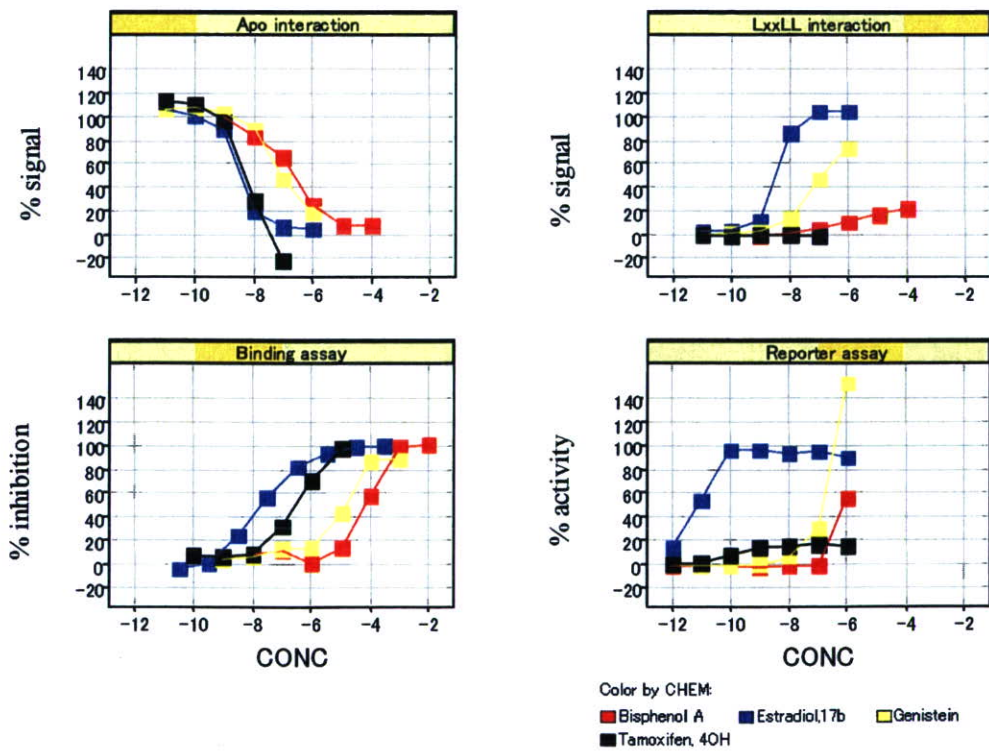 Apo interaction
LxxLL interaction
% signal
140
120
100
80
60
40
20
0
-20
-12 -10 -8 -6 -4 -2
% signal
140
120
100
80
60
40
20
0
-20
-12 -10 -8 -6 -4 -2
Binding assay
Reporter assay
% inhibition
140
120
100
80
60
40
20
0
-20
-12 -10 -8 -6 -4 -2
CONC
% activity
140
120
100
80
60
40
20
0
-20
-12 -10 -8 -6 -4 -2
CONC
Color by CHEM:
Bisphenol A Estradiol,17b Genistein
Tamoxifen, 4OH